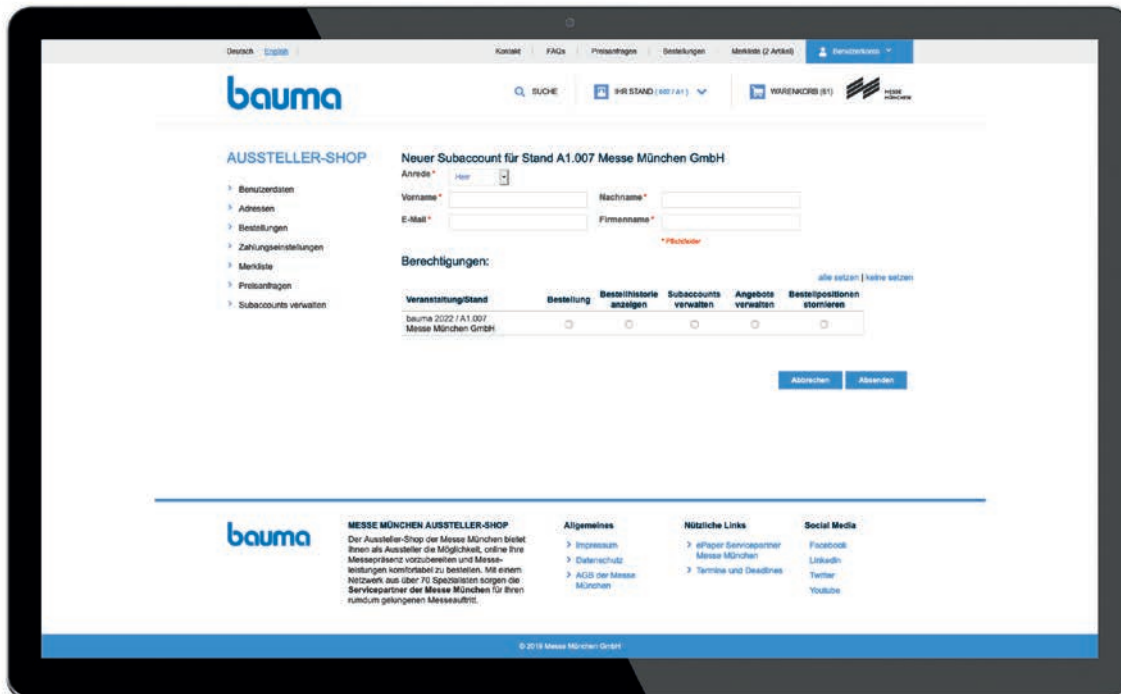 Deutsch English Kontakt FAQs Preisanfragen Bestellungen Merkliste (2 Artikel) Benutzerkonto
bauma SUCHE IHR STAND WARENKORB (61) MESSE MÜNCHEN
AUSSTELLER-SHOP
Benutzerdaten
Adressen
Bestellungen
Zahlungseinstellungen
Merkliste
Preisanfragen
Subaccounts verwalten
Neuer Subaccount für Stand A1.007 Messe München GmbH
Anrede * Herr
Vorname * Nachname *
E-Mail * Firmenname *
* Pflichtfelder
Berechtigungen:
alle setzen | keine setzen
Veranstaltung/Stand Bestellung Bestellhistorie anzeigen Subaccounts verwalten Angebote verwalten Bestellpositionen stornieren
bauma 2022 / A1.007
Messe München GmbH
Abbrechen Absenden
bauma
MESSE MÜNCHEN AUSSTELLER-SHOP
Der Aussteller-Shop der Messe München bietet
Ihnen als Aussteller die Möglichkeit, online Ihre
Messepräsenz vorzubereiten und Messe-
leistungen komfortabel zu bestellen. Mit einem
Netzwerk aus über 70 Spezialisten sorgen die
Servicepartner der Messe München für Ihren
rundum gelungenen Messeauftritt.
Allgemeines
Impressum
Datenschutz
AGB der Messe
München
Nützliche Links
ePaper Servicepartner
Messe München
Termine und Deadlines
Social Media
Facebook
LinkedIn
Twitter
Youtube
© 2019 Messe München GmbH